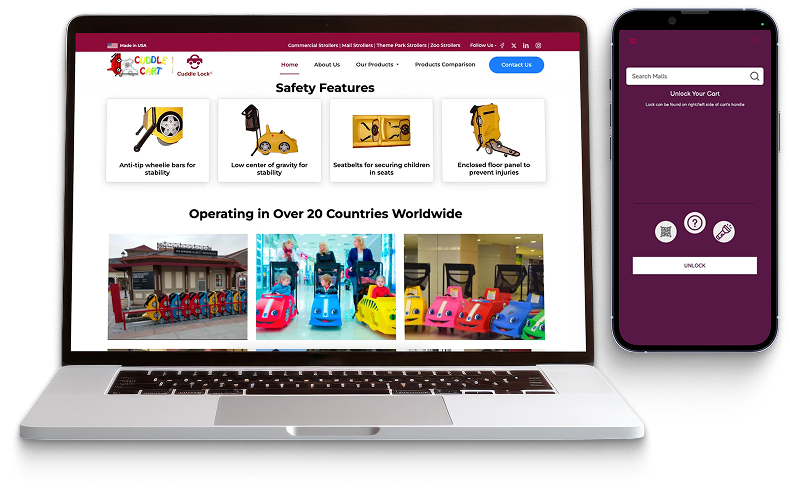 Made in USA
Commercial Strollers | Mall Strollers | Theme Park Strollers | Zoo Strollers
Follow Us -
CUDDLE
CART
Cuddle Lock®
Home
About Us
Our Products
Products Comparison
Contact Us
Safety Features
Anti-tip wheelie bars for
stability
Low center of gravity for
stability
Seatbelts for securing children
in seats
Enclosed floor panel to
prevent injuries
Operating in Over 20 Countries Worldwide
Search Malls
Unlock Your Cart
Lock can be found on right/left side of cart's handle
?
UNLOCK